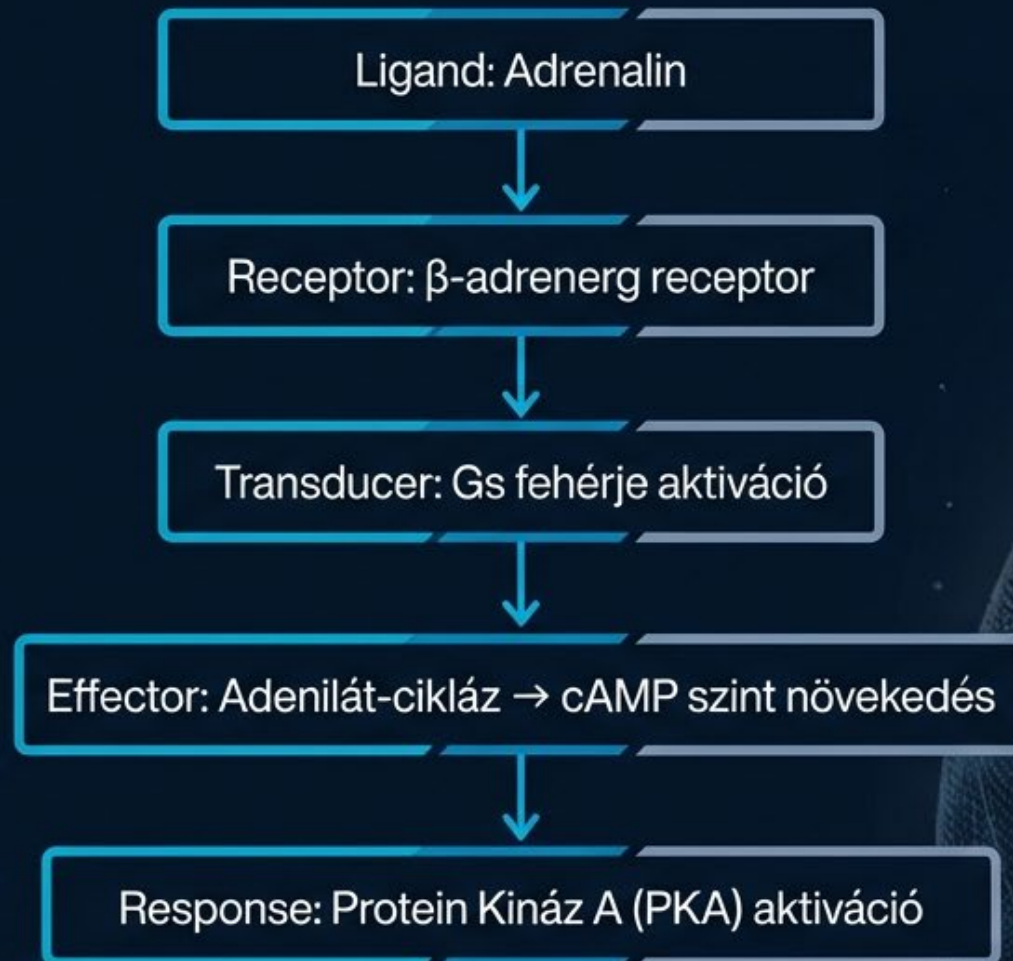 Ligand: Adrenalin
Receptor: β-adrenerg receptor
Transducer: Gs fehérje aktiváció
Effector: Adenilát-cikláz → cAMP szint növekedés
Response: Protein Kináz A (PKA) aktiváció